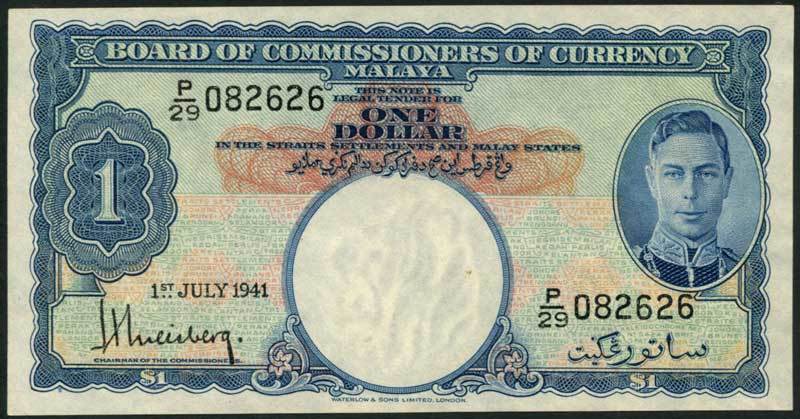 BOARD OF COMMISSIONERS OF CURRENCY
MALAYA
P/29 082626
THIS NOTE IS
LEGAL TENDER FOR
ONE
DOLLAR
IN THE STRAITS SETTLEMENTS AND MALAY STATES
1
1ST JULY 1941
P/29 082626
CHAIRMAN OF THE COMMISSIONERS.
ساتو رڠكيت
$1
$1
WATERLOW & SONS LIMITED, LONDON.